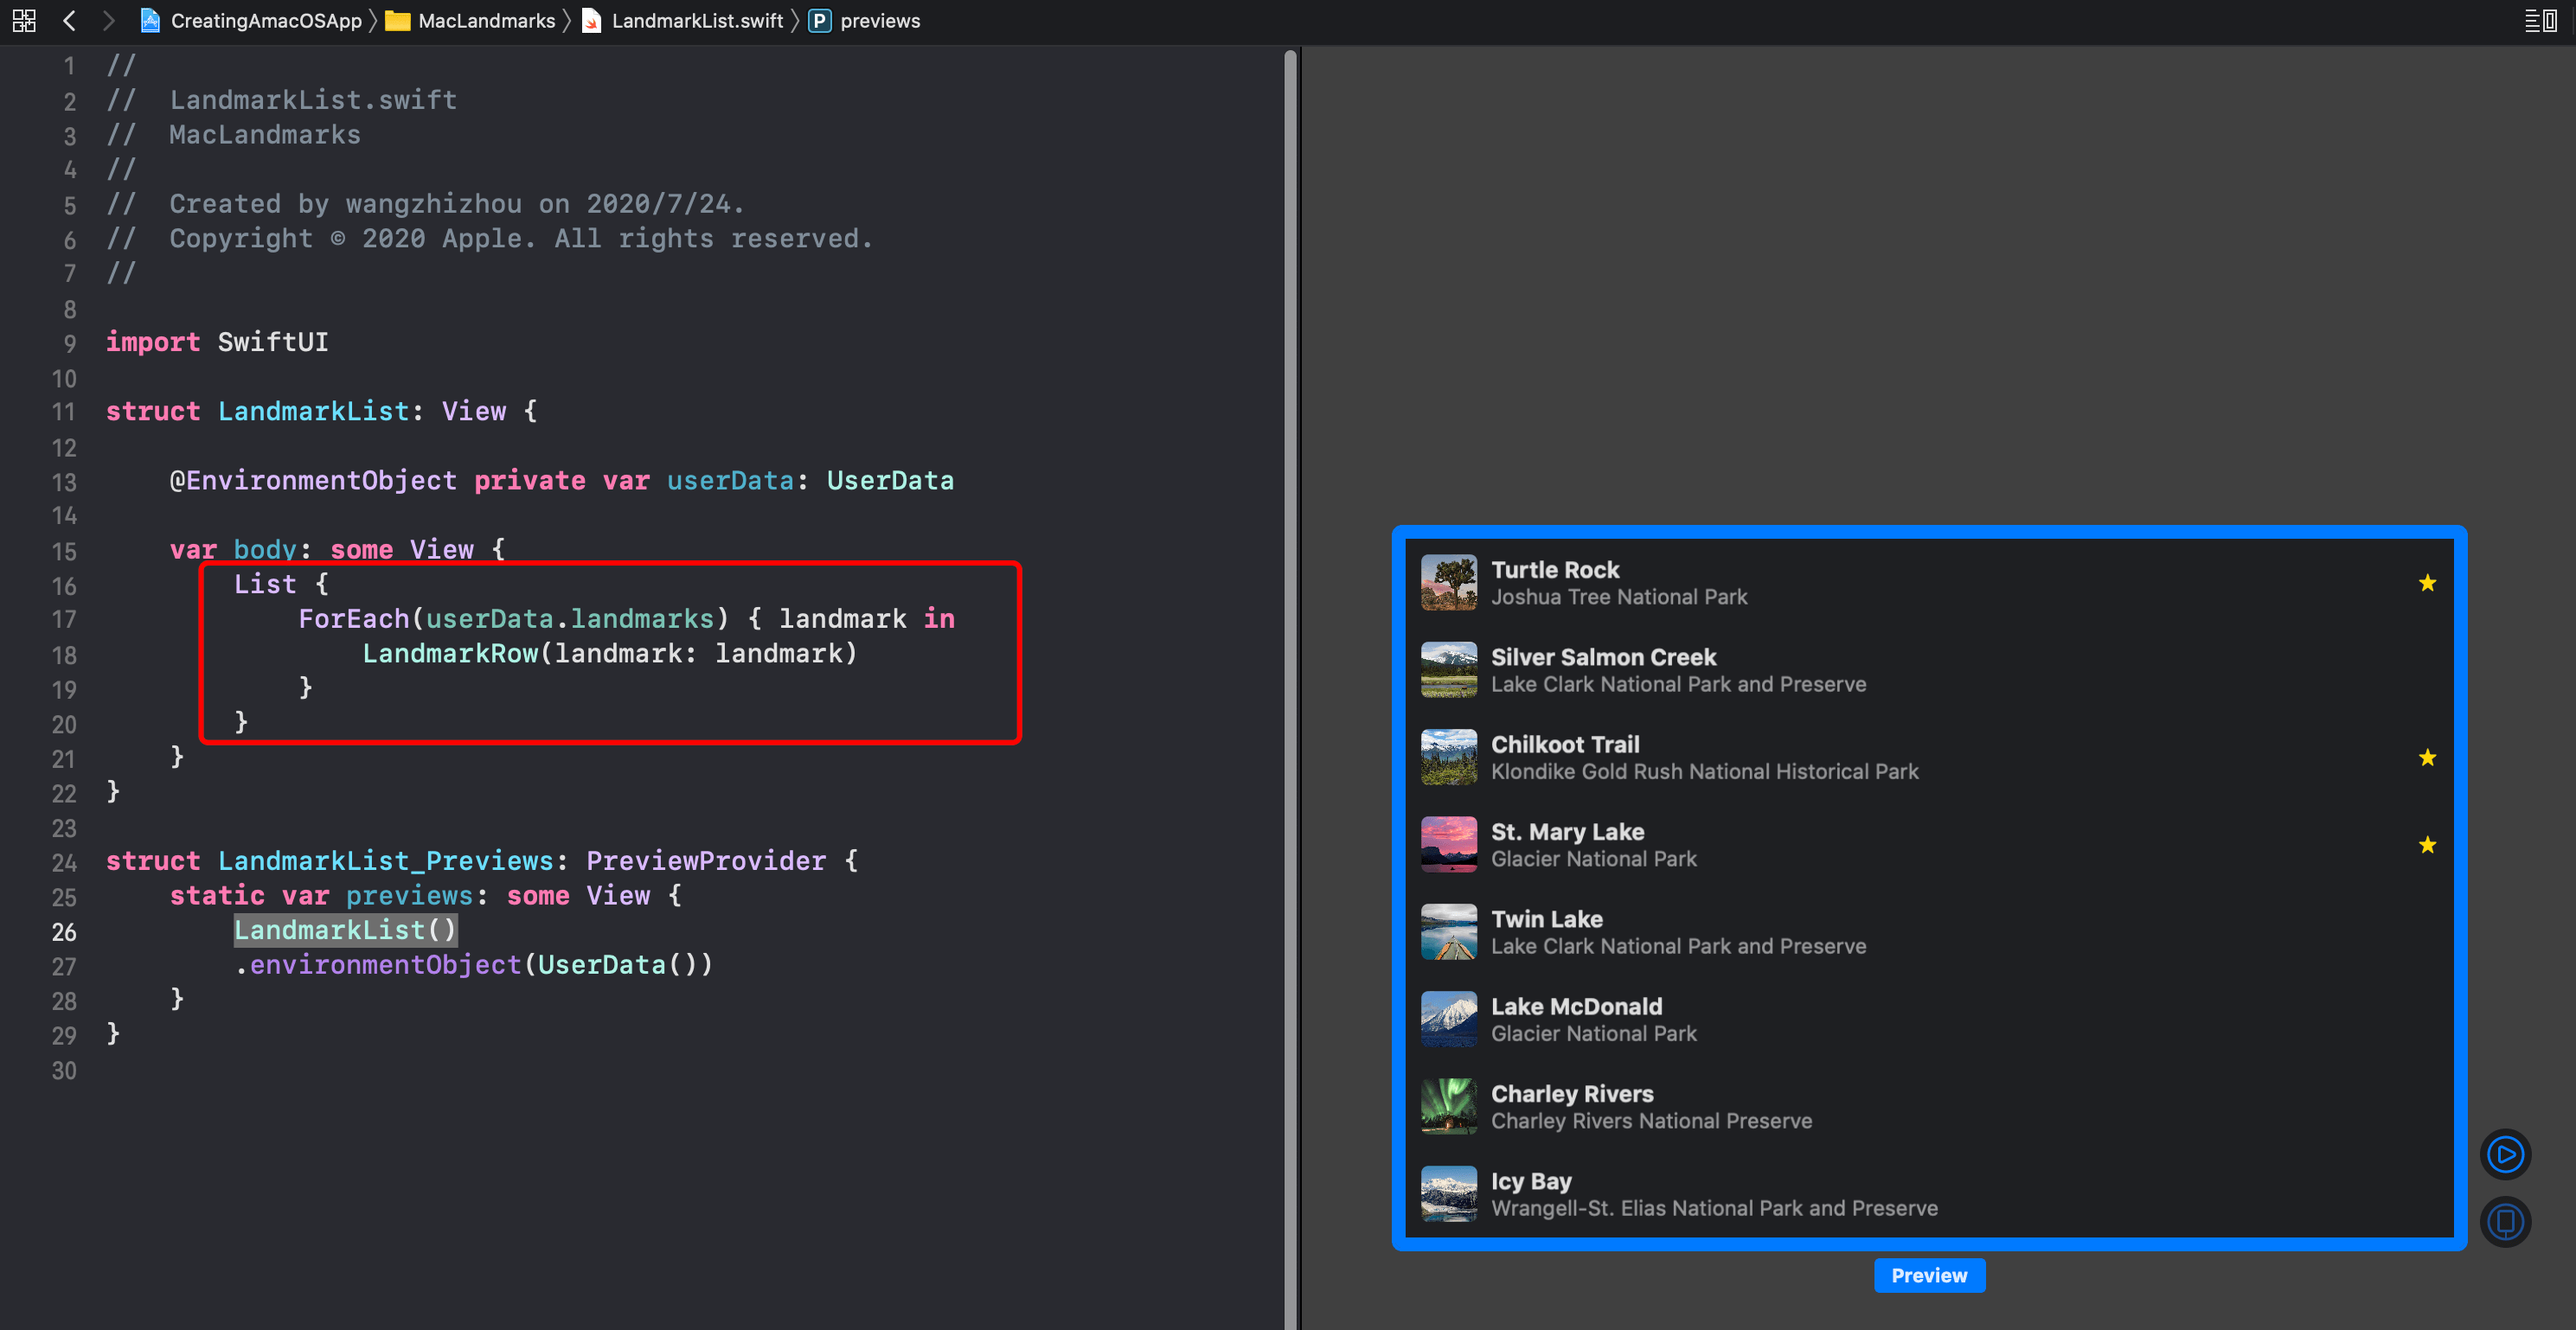 CreatingAmacOSApp MacLandmarks LandmarkList.swift P previews
1 //
2 //  LandmarkList.swift
3 //  MacLandmarks
4 //
5 //  Created by wangzhizhou on 2020/7/24.
6 //  Copyright © 2020 Apple. All rights reserved.
7 //
8
9 import SwiftUI
10
11 struct LandmarkList: View {
12
13     @EnvironmentObject private var userData: UserData
14
15     var body: some View {
16         List {
17             ForEach(userData.landmarks) { landmark in
18                 LandmarkRow(landmark: landmark)
19             }
20         }
21     }
22 }
23
24 struct LandmarkList_Previews: PreviewProvider {
25     static var previews: some View {
26         LandmarkList()
27         .environmentObject(UserData())
28     }
29 }
30
Turtle Rock
Joshua Tree National Park
Silver Salmon Creek
Lake Clark National Park and Preserve
Chilkoot Trail
Klondike Gold Rush National Historical Park
St. Mary Lake
Glacier National Park
Twin Lake
Lake Clark National Park and Preserve
Lake McDonald
Glacier National Park
Charley Rivers
Charley Rivers National Preserve
Icy Bay
Wrangell-St. Elias National Park and Preserve
Preview